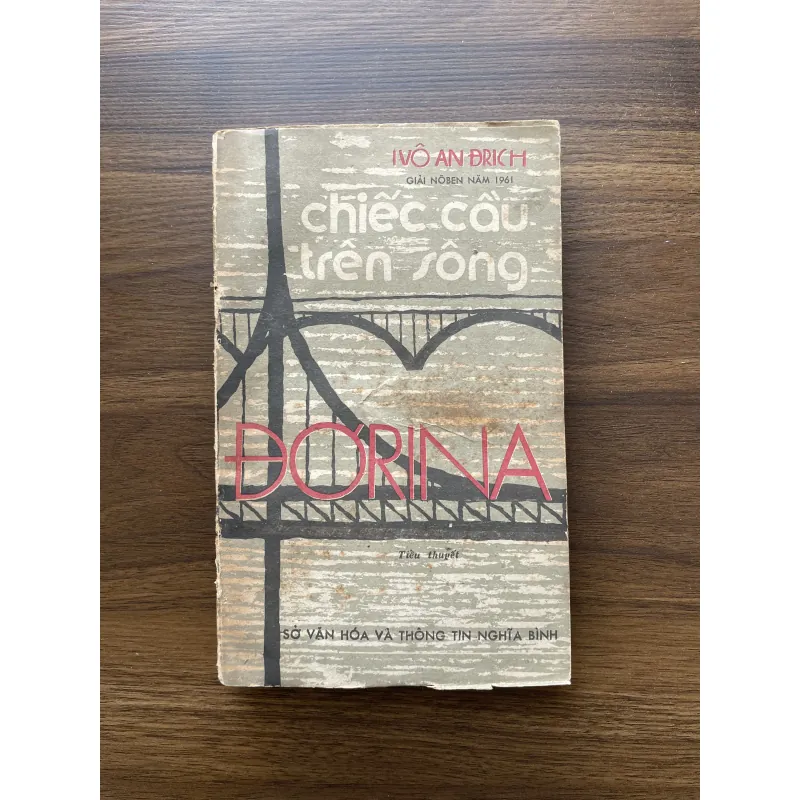 IVÔ AN ĐRICH
GIẢI NÔBEN NĂM 1961
chiếc cầu
trên sông
ĐƠRINA
Tiểu thuyết
SỞ VĂN HÓA VÀ THÔNG TIN NGHĨA BÌNH